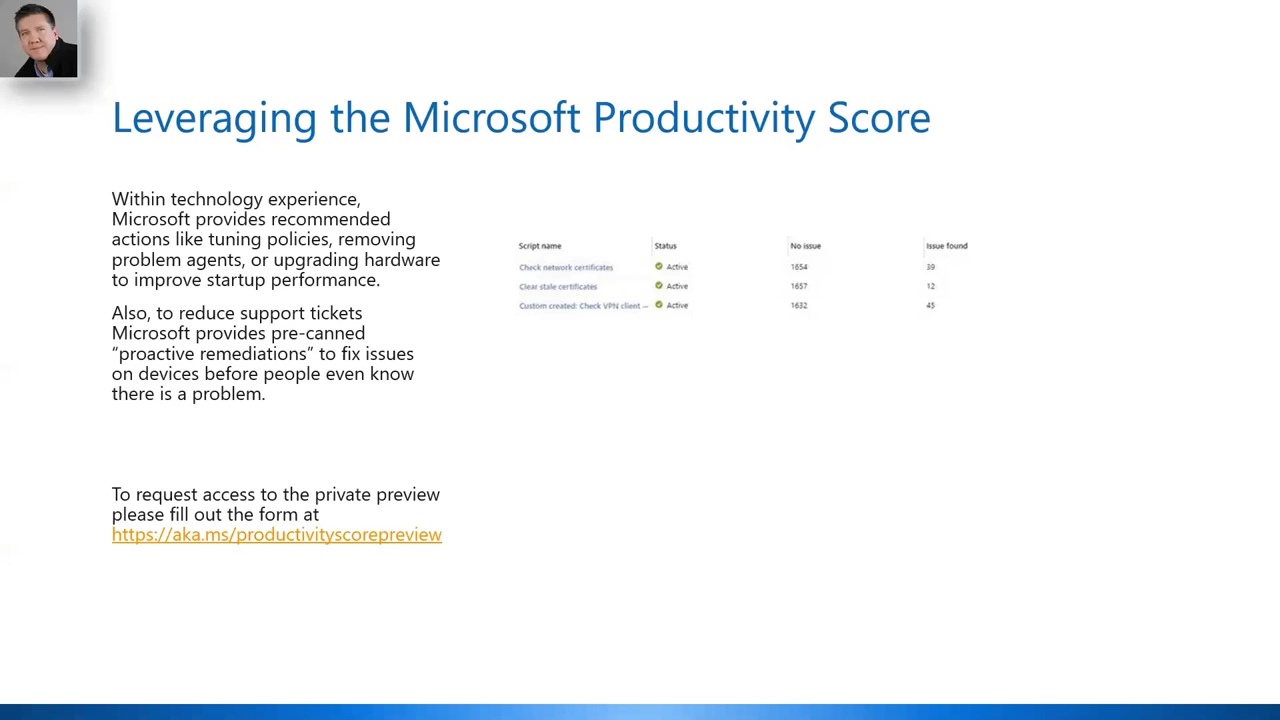 Leveraging the Microsoft Productivity Score
Within technology experience,
Microsoft provides recommended
actions like tuning policies, removing
problem agents, or upgrading hardware
to improve startup performance.
Also, to reduce support tickets
Microsoft provides pre-canned
“proactive remediations” to fix issues
on devices before people even know
there is a problem.
To request access to the private preview
please fill out the form at
https://aka.ms/productivityscorepreview
Script name Status No issue Issue found
Check network certificates Active 1654 39
Clear stale certificates Active 1657 12
Custom created: Check VPN client -- Active 1632 45